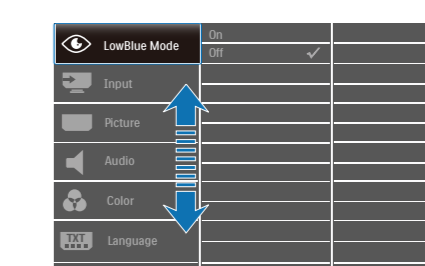 LowBlue Mode
On
Off
Input
Picture
Audio
Color
TXT
Language